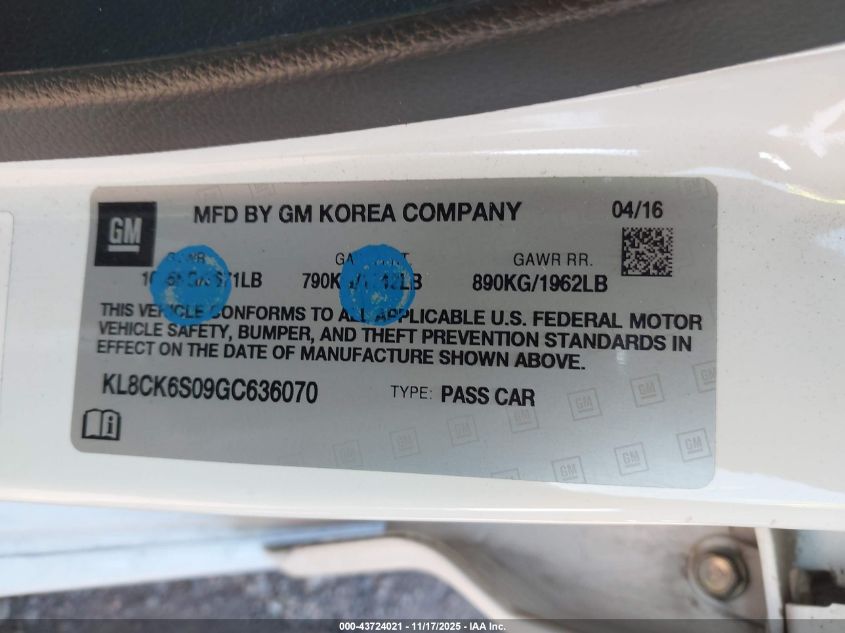 GM
MFD BY GM KOREA COMPANY
04/16
GAWR RR.
890KG/1962LB
THIS VEHICLE CONFORMS TO ALL APPLICABLE U.S. FEDERAL MOTOR
VEHICLE SAFETY, BUMPER, AND THEFT PREVENTION STANDARDS IN
EFFECT ON THE DATE OF MANUFACTURE SHOWN ABOVE.
KL8CK6S09GC636070 TYPE: PASS CAR
000-43724021 - 11/17/2025 - IAA Inc.